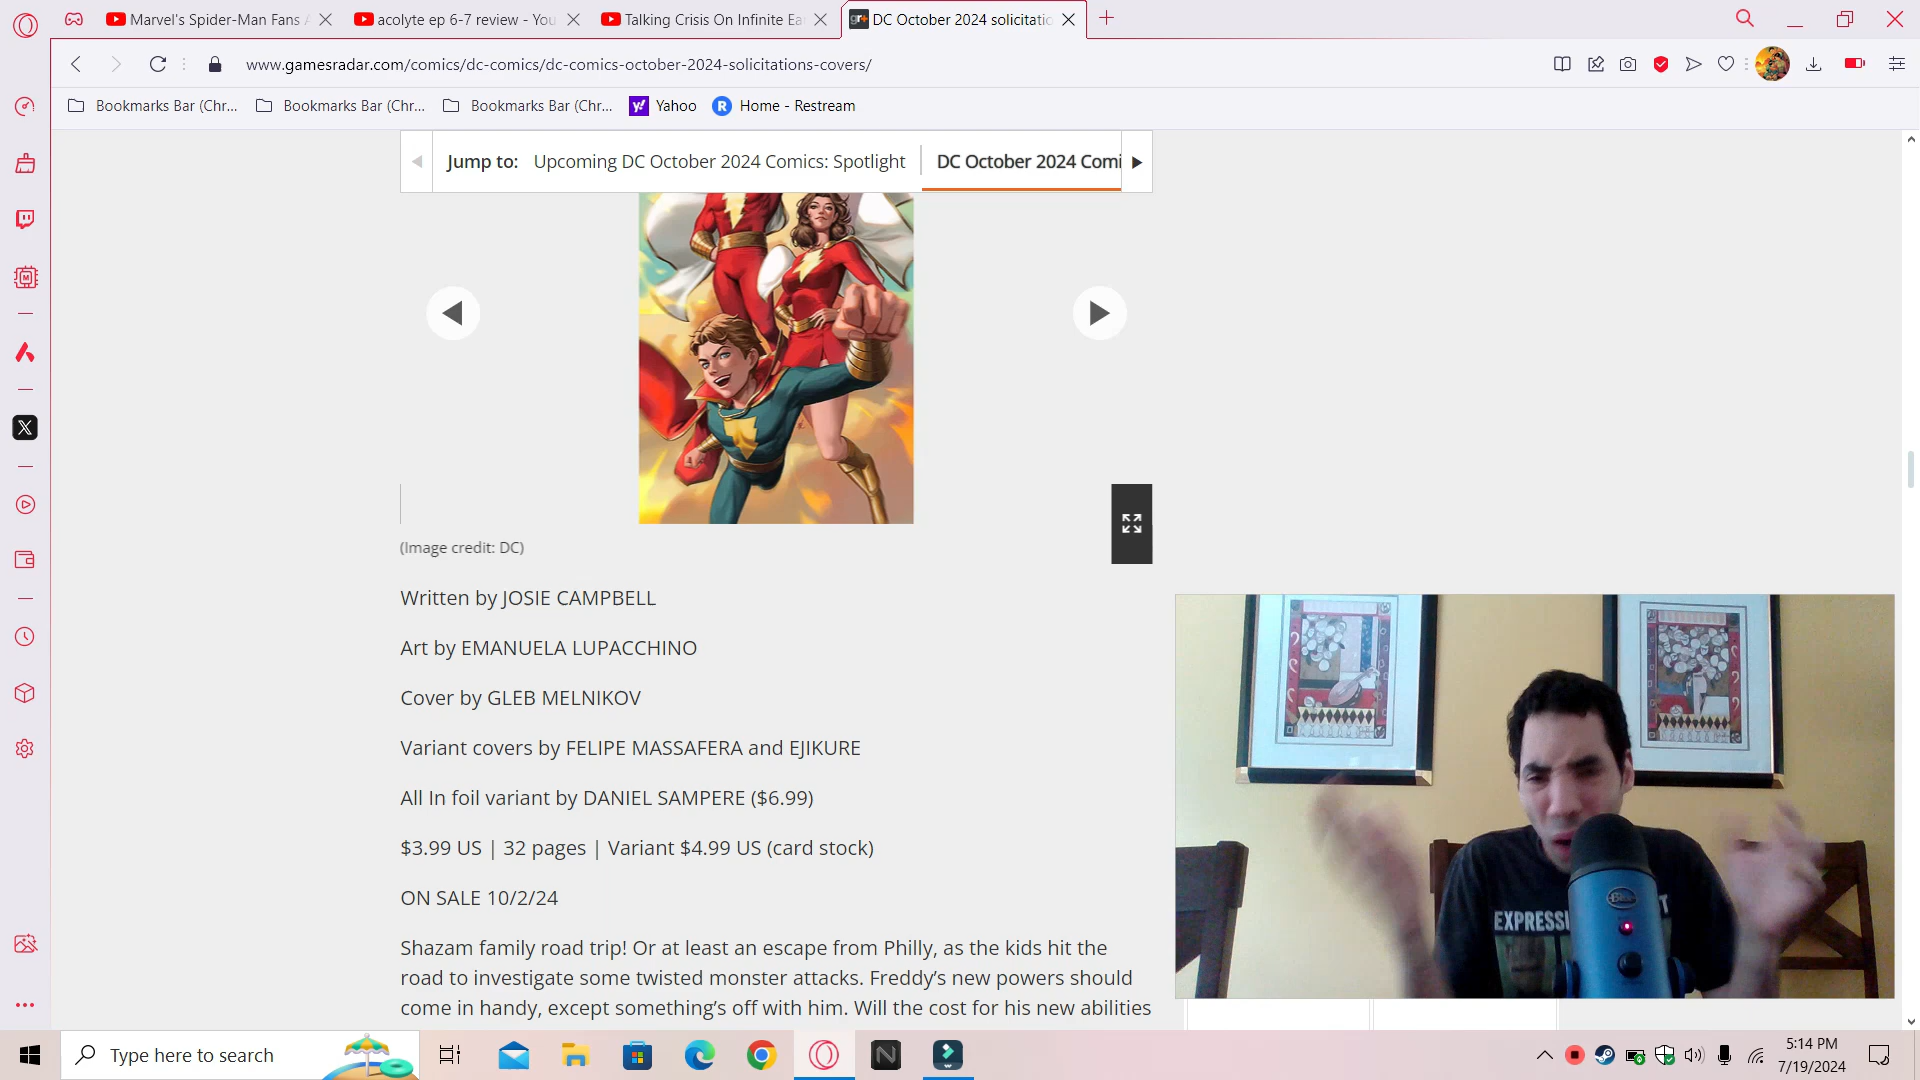 Marvel's Spider-Man Fans
acolyte ep 6-7 review - You
Talking Crisis On Infinite Ea
gr+
DC October 2024 solicitatio
www.gamesradar.com/comics/dc-comics/dc-comics-october-2024-solicitations-covers/
Bookmarks Bar (Chr...
Bookmarks Bar (Chr...
Bookmarks Bar (Chr...
Yahoo
Home - Restream
Jump to:
Upcoming DC October 2024 Comics: Spotlight
DC October 2024 Comi
(Image credit: DC)
Written by JOSIE CAMPBELL
Art by EMANUELA LUPACCHINO
Cover by GLEB MELNIKOV
Variant covers by FELIPE MASSAFERA and EJIKURE
All In foil variant by DANIEL SAMPERE ($6.99)
$3.99 US | 32 pages | Variant $4.99 US (card stock)
ON SALE 10/2/24
Shazam family road trip! Or at least an escape from Philly, as the kids hit the
road to investigate some twisted monster attacks. Freddy’s new powers should
come in handy, except something’s off with him. Will the cost for his new abilities
Type here to search
5:14 PM
7/19/2024